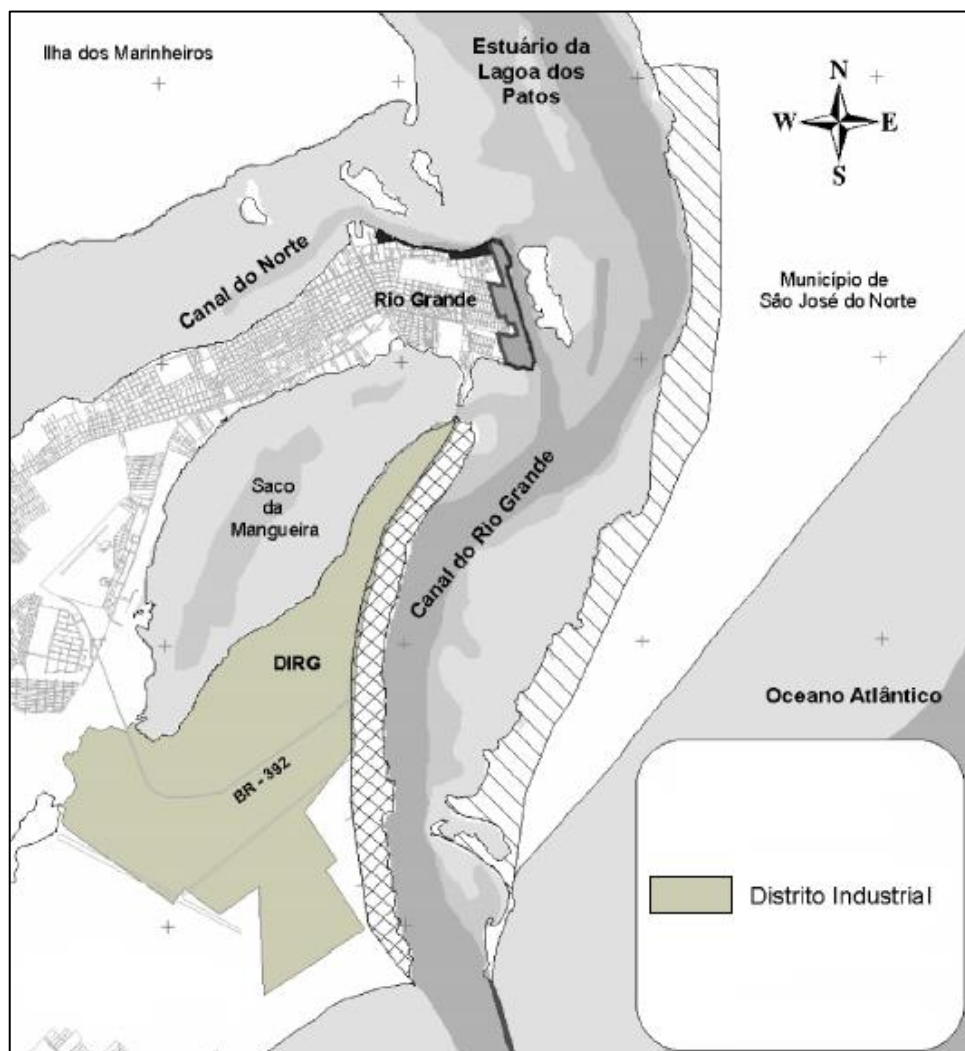 Ilha dos Marinheiros
Estuário da
Lagoa dos
Patos
N
W E
S
Canal do Norte
Rio Grande
Município de
São José do Norte
Saco
da
Mangueira
Canal do Rio Grande
DIRG
Oceano Atlântico
BR - 392
Distrito Industrial